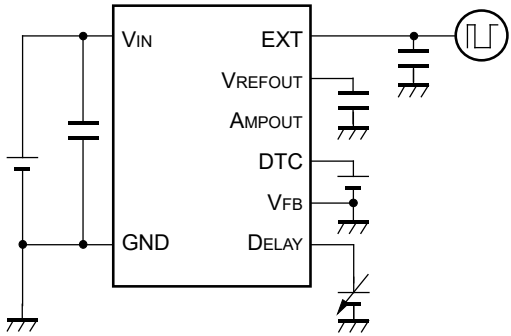 VIN EXT
VREFOUT
AMPOUT
DTC
VFB
GND DELAY